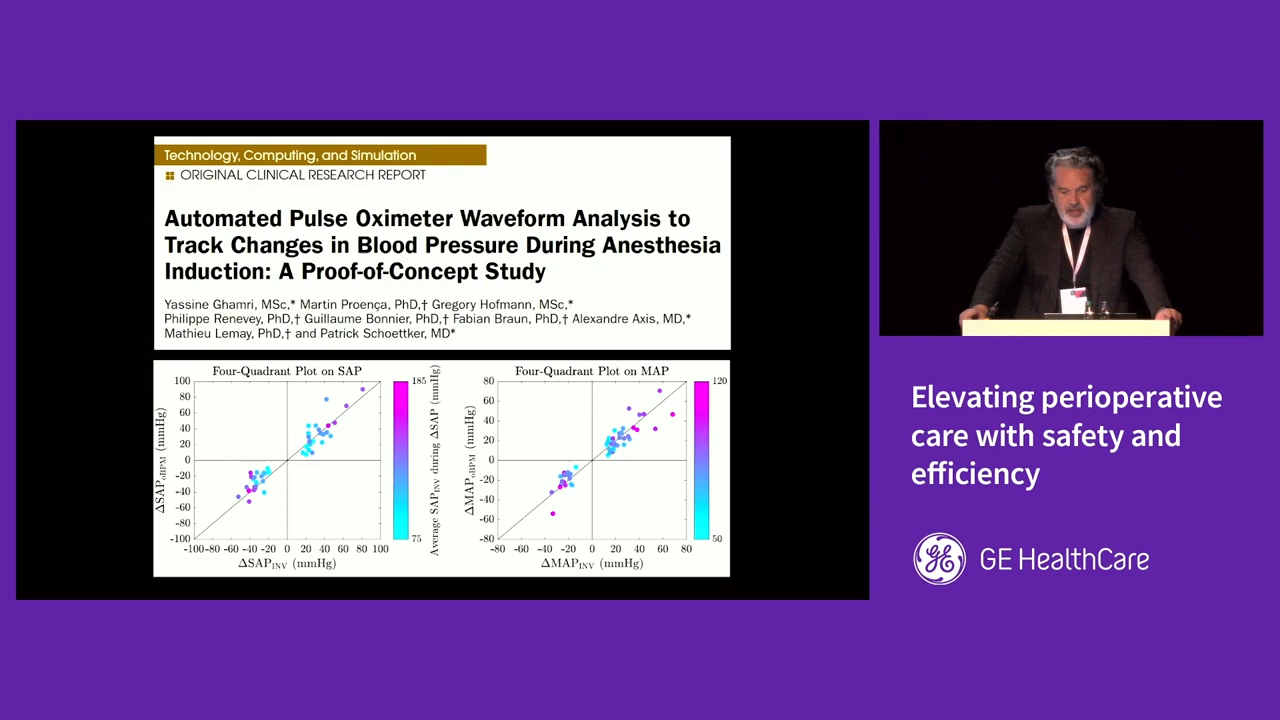 Technology, Computing, and Simulation
ORIGINAL CLINICAL RESEARCH REPORT
Automated Pulse Oximeter Waveform Analysis to
Track Changes in Blood Pressure During Anesthesia
Induction: A Proof-of-Concept Study
Yassine Ghamri, MSc,* Martin Proença, PhD,† Gregory Hofmann, MSc,*
Philippe Renevey, PhD,† Guillaume Bonnier, PhD,† Fabian Braun, PhD,† Alexandre Axis, MD,*
Mathieu Lemay, PhD,† and Patrick Schoettker, MD*
Four-Quadrant Plot on SAP
100
80
60
40
20
0
-20
-40
-60
-80
-100
-100 -80 -60 -40 -20 0 20 40 60 80 100
ΔSAPoBPM (mmHg)
ΔSAPINV (mmHg)
185
75
Average SAPINV during ΔSAP (mmHg)
Four-Quadrant Plot on MAP
80
60
40
20
0
-20
-40
-60
-80
-80 -60 -40 -20 0 20 40 60 80
ΔMAPoBPM (mmHg)
ΔMAPINV (mmHg)
120
50
Elevating perioperative
care with safety and
efficiency
GE HealthCare